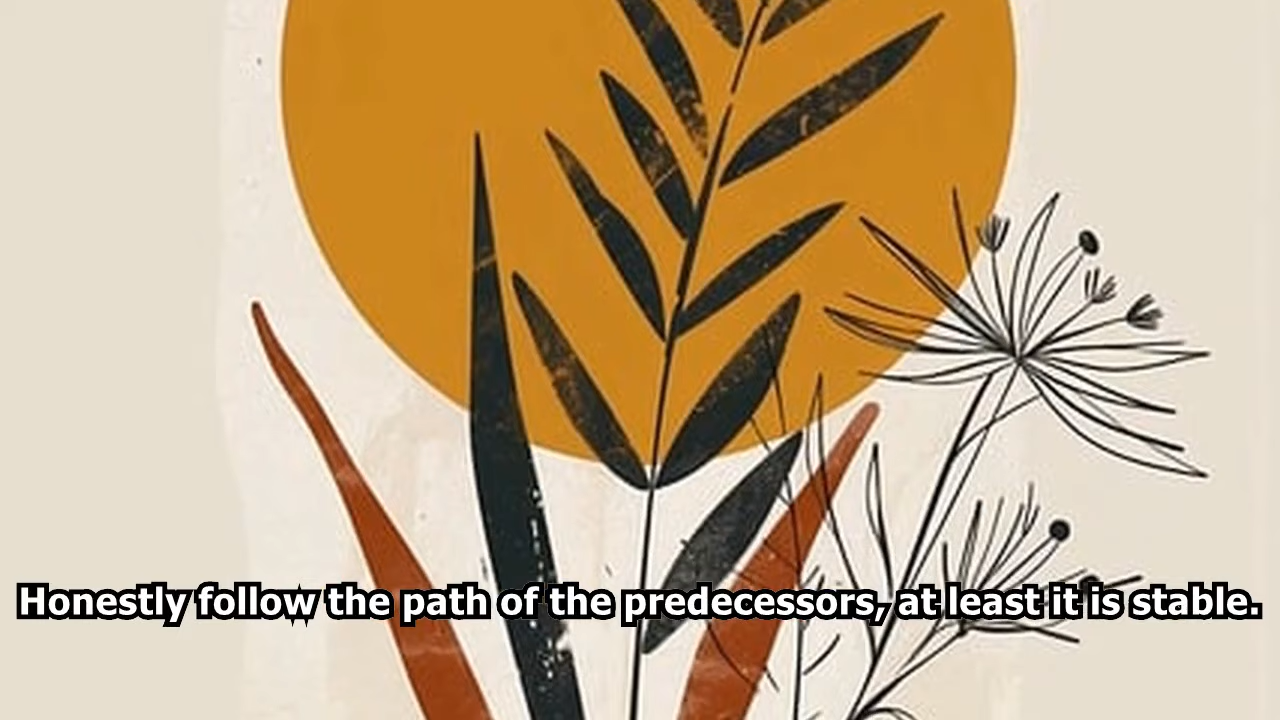 Honestly follow the path of the predecessors, at least it is stable.